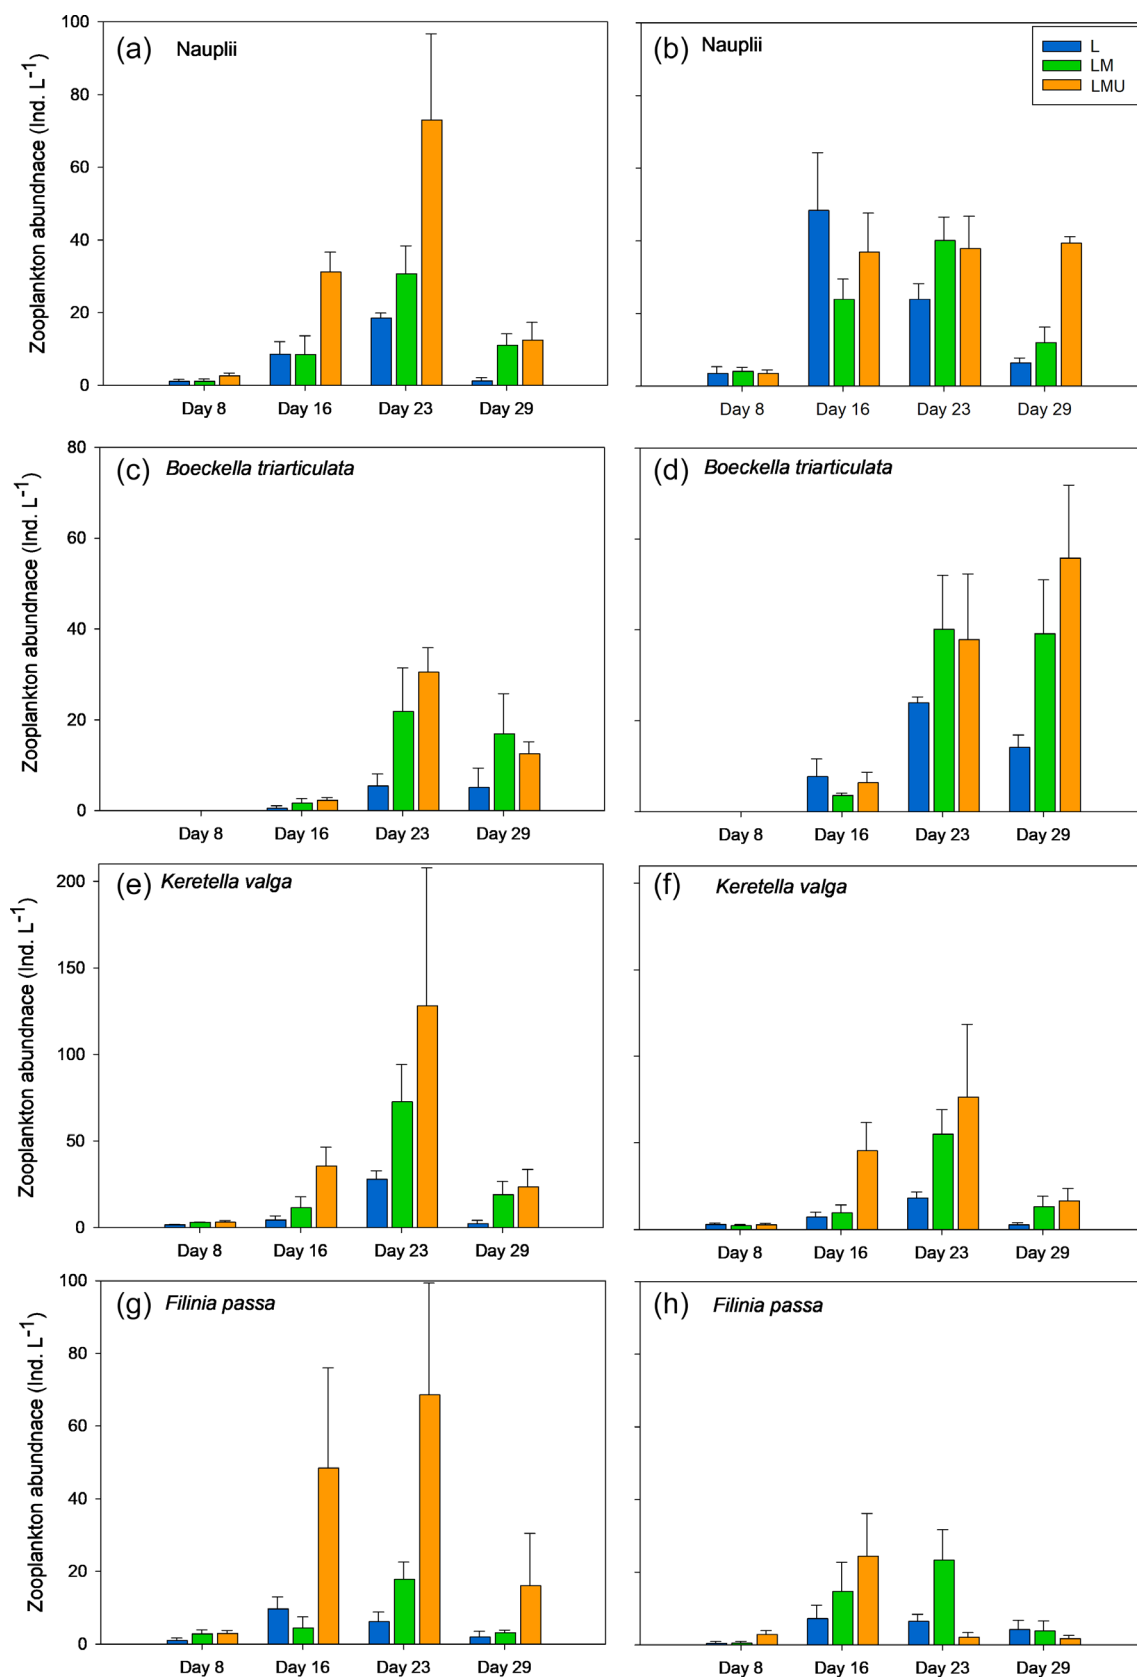 (a) Nauplii
Zooplankton abundnace (Ind. L-1)
100
80
60
40
20
0
Day 8 Day 16 Day 23 Day 29
(b) Nauplii
L
LM
LMU
Day 8 Day 16 Day 23 Day 29
(c) Boeckella triarticulata
Zooplankton abundnace (Ind. L-1)
80
60
40
20
0
Day 8 Day 16 Day 23 Day 29
(d) Boeckella triarticulata
Day 8 Day 16 Day 23 Day 29
(e) Keretella valga
Zooplankton abundnace (Ind. L-1)
200
150
100
50
0
Day 8 Day 16 Day 23 Day 29
(f) Keretella valga
Day 8 Day 16 Day 23 Day 29
(g) Filinia passa
Zooplankton abundnace (Ind. L-1)
100
80
60
40
20
0
Day 8 Day 16 Day 23 Day 29
(h) Filinia passa
Day 8 Day 16 Day 23 Day 29